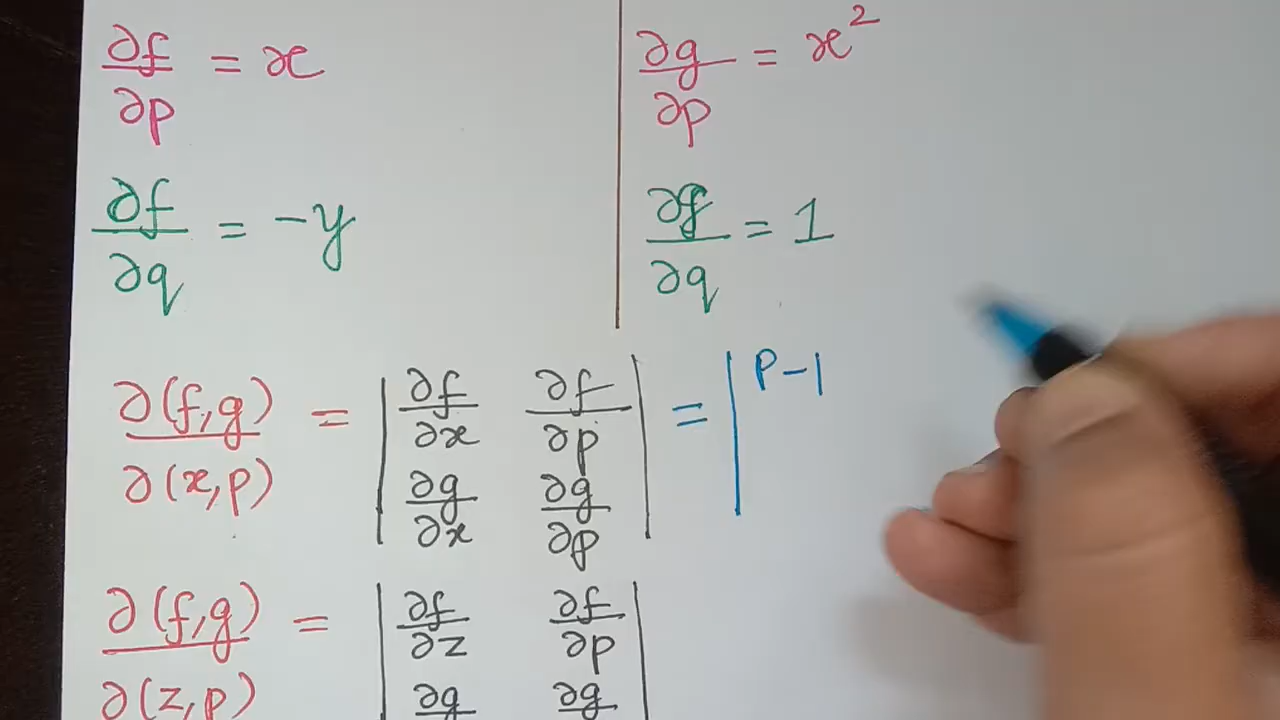 ∂f/∂p = x
∂g/∂p = x²
∂f/∂q = -y
∂g/∂q = 1
∂(f,g)/∂(x,p) = | ∂f/∂x ∂f/∂p | = | p-1
| ∂g/∂x ∂g/∂p |
∂(f,g)/∂(z,p) = | ∂f/∂z ∂f/∂p |
| ∂g ∂g |